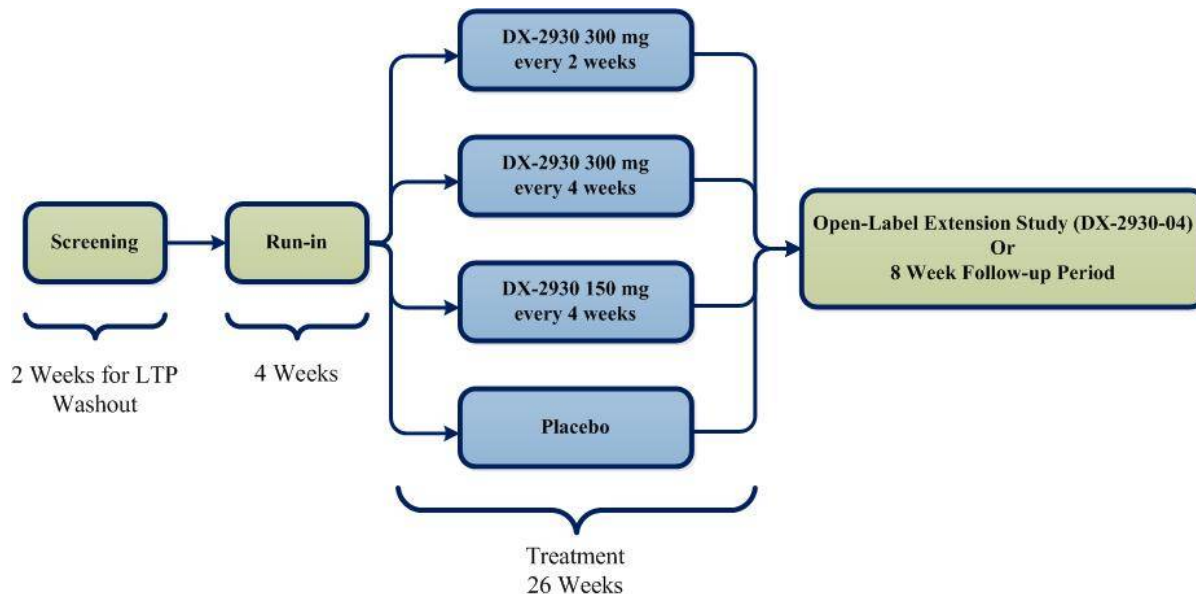 Screening
2 Weeks for LTP
Washout
Run-in
4 Weeks
DX-2930 300 mg
every 2 weeks
DX-2930 300 mg
every 4 weeks
DX-2930 150 mg
every 4 weeks
Placebo
Treatment
26 Weeks
Open-Label Extension Study (DX-2930-04)
Or
8 Week Follow-up Period